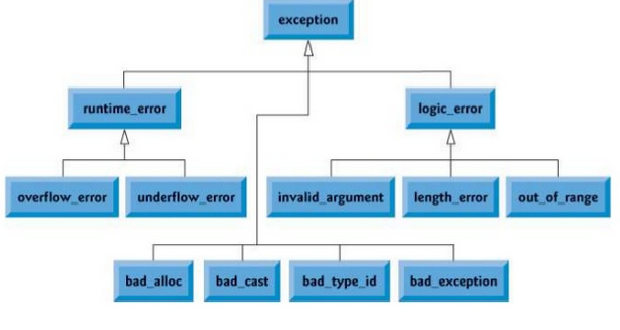 exception
runtime_error
logic_error
overflow_error
underflow_error
invalid_argument
length_error
out_of_range
bad_alloc
bad_cast
bad_type_id
bad_exception